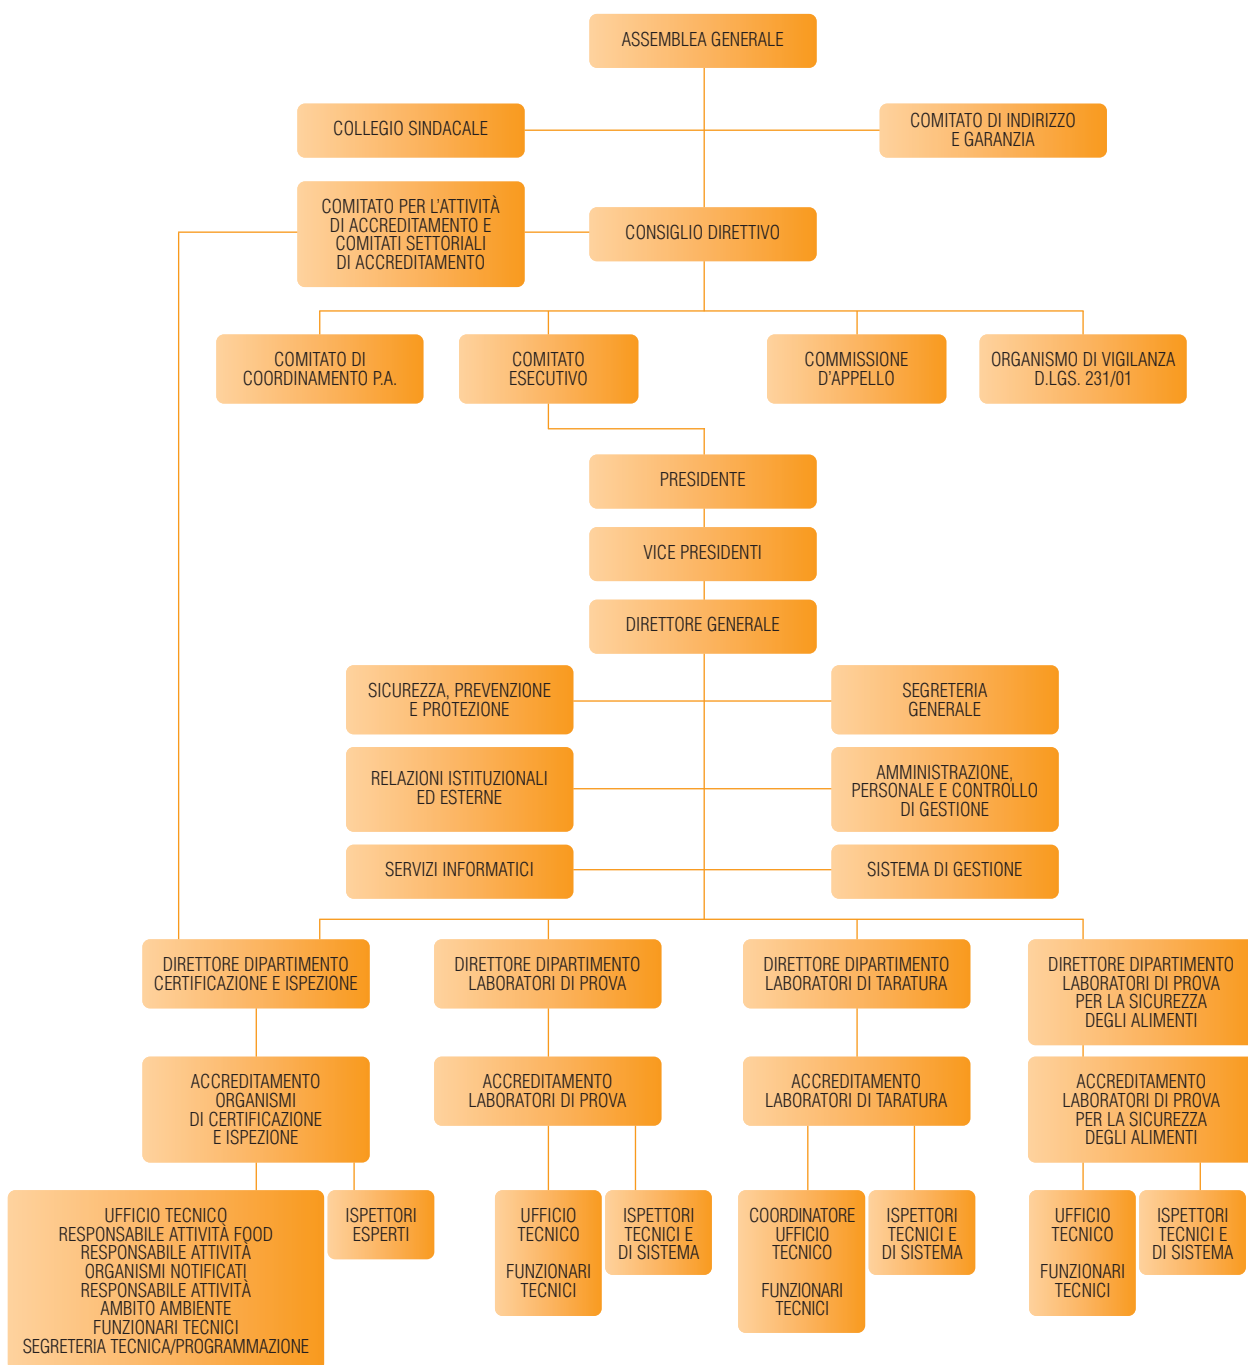 ASSEMBLEA GENERALE
COLLEGIO SINDACALE
COMITATO DI INDIRIZZO
E GARANZIA
COMITATO PER L'ATTIVITÀ
DI ACCREDITAMENTO E
COMITATI SETTORIALI
DI ACCREDITAMENTO
CONSIGLIO DIRETTIVO
COMITATO DI
COORDINAMENTO P.A.
COMITATO
ESECUTIVO
COMMISSIONE
D'APPELLO
ORGANISMO DI VIGILANZA
D.LGS. 231/01
PRESIDENTE
VICE PRESIDENTI
DIRETTORE GENERALE
SICUREZZA, PREVENZIONE
E PROTEZIONE
SEGRETERIA
GENERALE
RELAZIONI ISTITUZIONALI
ED ESTERNE
AMMINISTRAZIONE,
PERSONALE E CONTROLLO
DI GESTIONE
SERVIZI INFORMATICI
SISTEMA DI GESTIONE
DIRETTORE DIPARTIMENTO
CERTIFICAZIONE E ISPEZIONE
DIRETTORE DIPARTIMENTO
LABORATORI DI PROVA
DIRETTORE DIPARTIMENTO
LABORATORI DI TARATURA
DIRETTORE DIPARTIMENTO
LABORATORI DI PROVA
PER LA SICUREZZA
DEGLI ALIMENTI
ACCREDITAMENTO
ORGANISMI
DI CERTIFICAZIONE
E ISPEZIONE
ACCREDITAMENTO
LABORATORI DI PROVA
ACCREDITAMENTO
LABORATORI DI TARATURA
ACCREDITAMENTO
LABORATORI DI PROVA
PER LA SICUREZZA
DEGLI ALIMENTI
UFFICIO TECNICO
RESPONSABILE ATTIVITÀ FOOD
RESPONSABILE ATTIVITÀ
ORGANISMI NOTIFICATI
RESPONSABILE ATTIVITÀ
AMBITO AMBIENTE
FUNZIONARI TECNICI
SEGRETERIA TECNICA/PROGRAMMAZIONE
ISPETTORI
ESPERTI
UFFICIO
TECNICO
FUNZIONARI
TECNICI
ISPETTORI
TECNICI E
DI SISTEMA
COORDINATORE
UFFICIO
TECNICO
FUNZIONARI
TECNICI
ISPETTORI
TECNICI E
DI SISTEMA
UFFICIO
TECNICO
FUNZIONARI
TECNICI
ISPETTORI
TECNICI E
DI SISTEMA